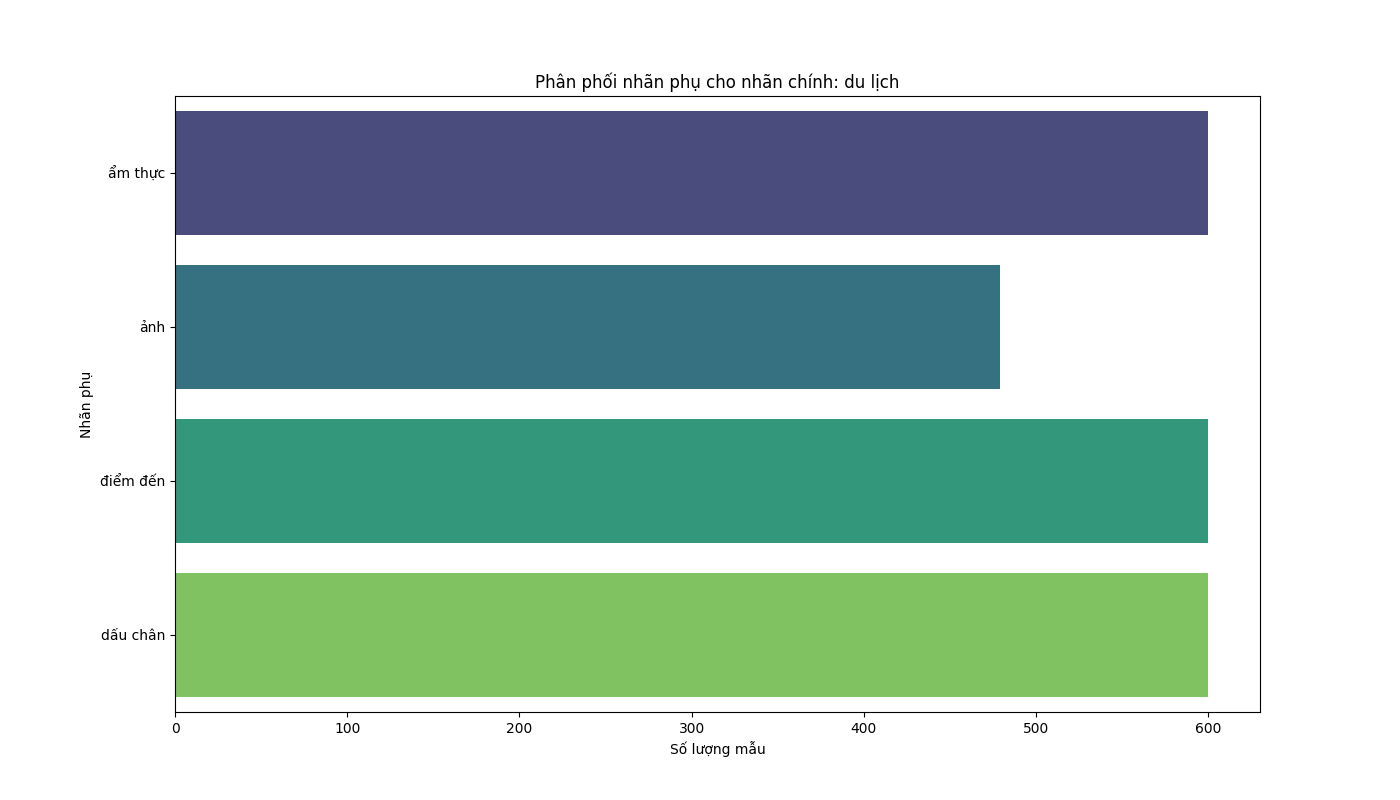 Phân phối nhãn phụ cho nhãn chính: du lịch
ẩm thực
ảnh
điểm đến
dấu chân
Nhãn phụ
0 100 200 300 400 500 600
Số lượng mẫu